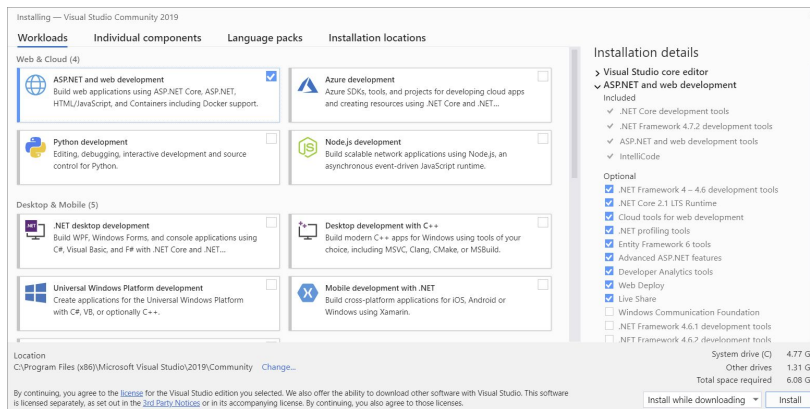 Installing — Visual Studio Community 2019
Workloads Individual components Language packs Installation locations
Web & Cloud (4)
ASP.NET and web development
Build web applications using ASP.NET Core, ASP.NET,
HTML/JavaScript, and Containers including Docker support.
Azure development
Azure SDKs, tools, and projects for developing cloud apps
and creating resources using .NET Core and .NET...
Python development
Editing, debugging, interactive development and source
control for Python.
Node.js development
Build scalable network applications using Node.js, an
asynchronous event-driven JavaScript runtime.
Desktop & Mobile (5)
.NET desktop development
Build WPF, Windows Forms, and console applications using
C#, Visual Basic, and F# with .NET Core and .NET...
Desktop development with C++
Build modern C++ apps for Windows using tools of your
choice, including MSVC, Clang, CMake, or MSBuild.
Universal Windows Platform development
Create applications for the Universal Windows Platform
with C#, VB, or optionally C++.
Mobile development with .NET
Build cross-platform applications for iOS, Android or
Windows using Xamarin.
Installation details
Visual Studio core editor
ASP.NET and web development
Included
.NET Core development tools
.NET Framework 4.7.2 development tools
ASP.NET and web development tools
IntelliCode
Optional
.NET Framework 4 – 4.6 development tools
.NET Core 2.1 LTS Runtime
Cloud tools for web development
.NET profiling tools
Entity Framework 6 tools
Advanced ASP.NET features
Developer Analytics tools
Web Deploy
Live Share
Windows Communication Foundation
.NET Framework 4.6.1 development tools
.NET Framework 4.6.2 development tools
Location
C:\Program Files (x86)\Microsoft Visual Studio\2019\Community Change...
System drive (C) 4.77 G
Other drives 1.31 G
Total space required 6.08 G
By continuing, you agree to the license for the Visual Studio edition you selected. We also offer the ability to download other software with Visual Studio. This software
is licensed separately, as set out in the 3rd Party Notices or in its accompanying license. By continuing, you also agree to those licenses.
Install while downloading Install